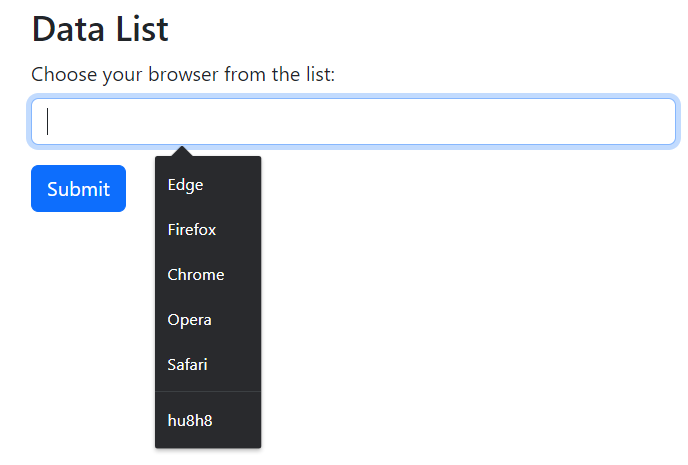 Data List
Choose your browser from the list:
Submit
Edge
Firefox
Chrome
Opera
Safari
hu8h8